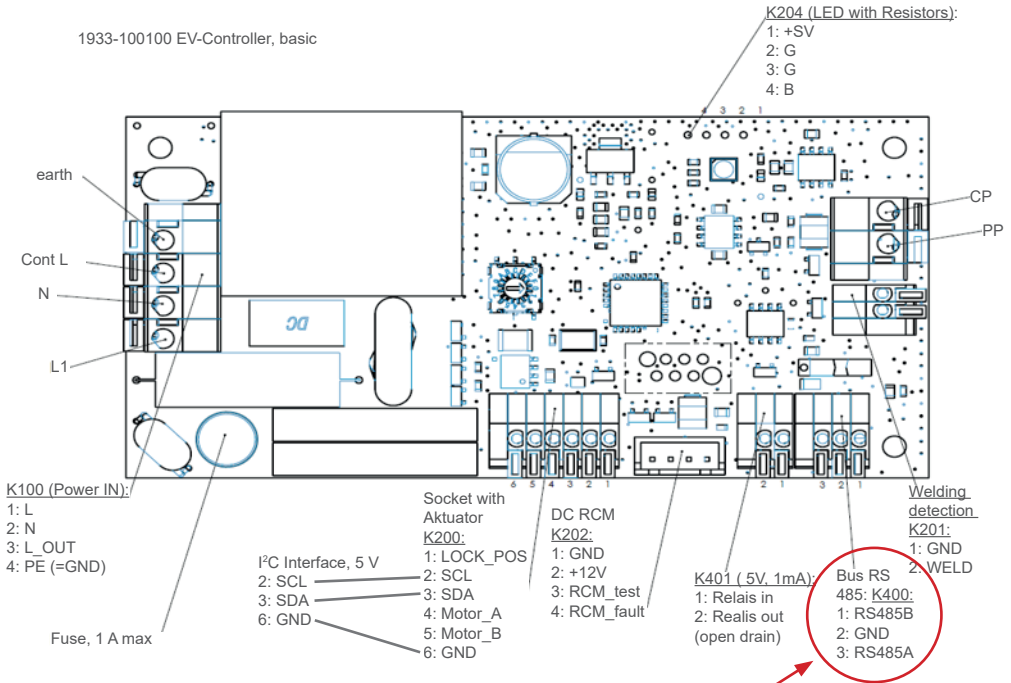 1933-100100 EV-Controller, basic
K204 (LED with Resistors):
1: +SV
2: G
3: G
4: B
4 3 2 1
earth
Cont L
N
L1
DC
CP
PP
K100 (Power IN):
1: L
2: N
3: L_OUT
4: PE (=GND)
Fuse, 1 A max
6 5 4 3 2 1
2 1
3 2 1
I²C Interface, 5 V
2: SCL
3: SDA
6: GND
Socket with
Aktuator
K200:
1: LOCK_POS
2: SCL
3: SDA
4: Motor_A
5: Motor_B
6: GND
DC RCM
K202:
1: GND
2: +12V
3: RCM_test
4: RCM_fault
K401 ( 5V, 1mA):
1: Relais in
2: Realis out
(open drain)
Bus RS
485: K400:
1: RS485B
2: GND
3: RS485A
Welding
detection
K201:
1: GND
2: WELD